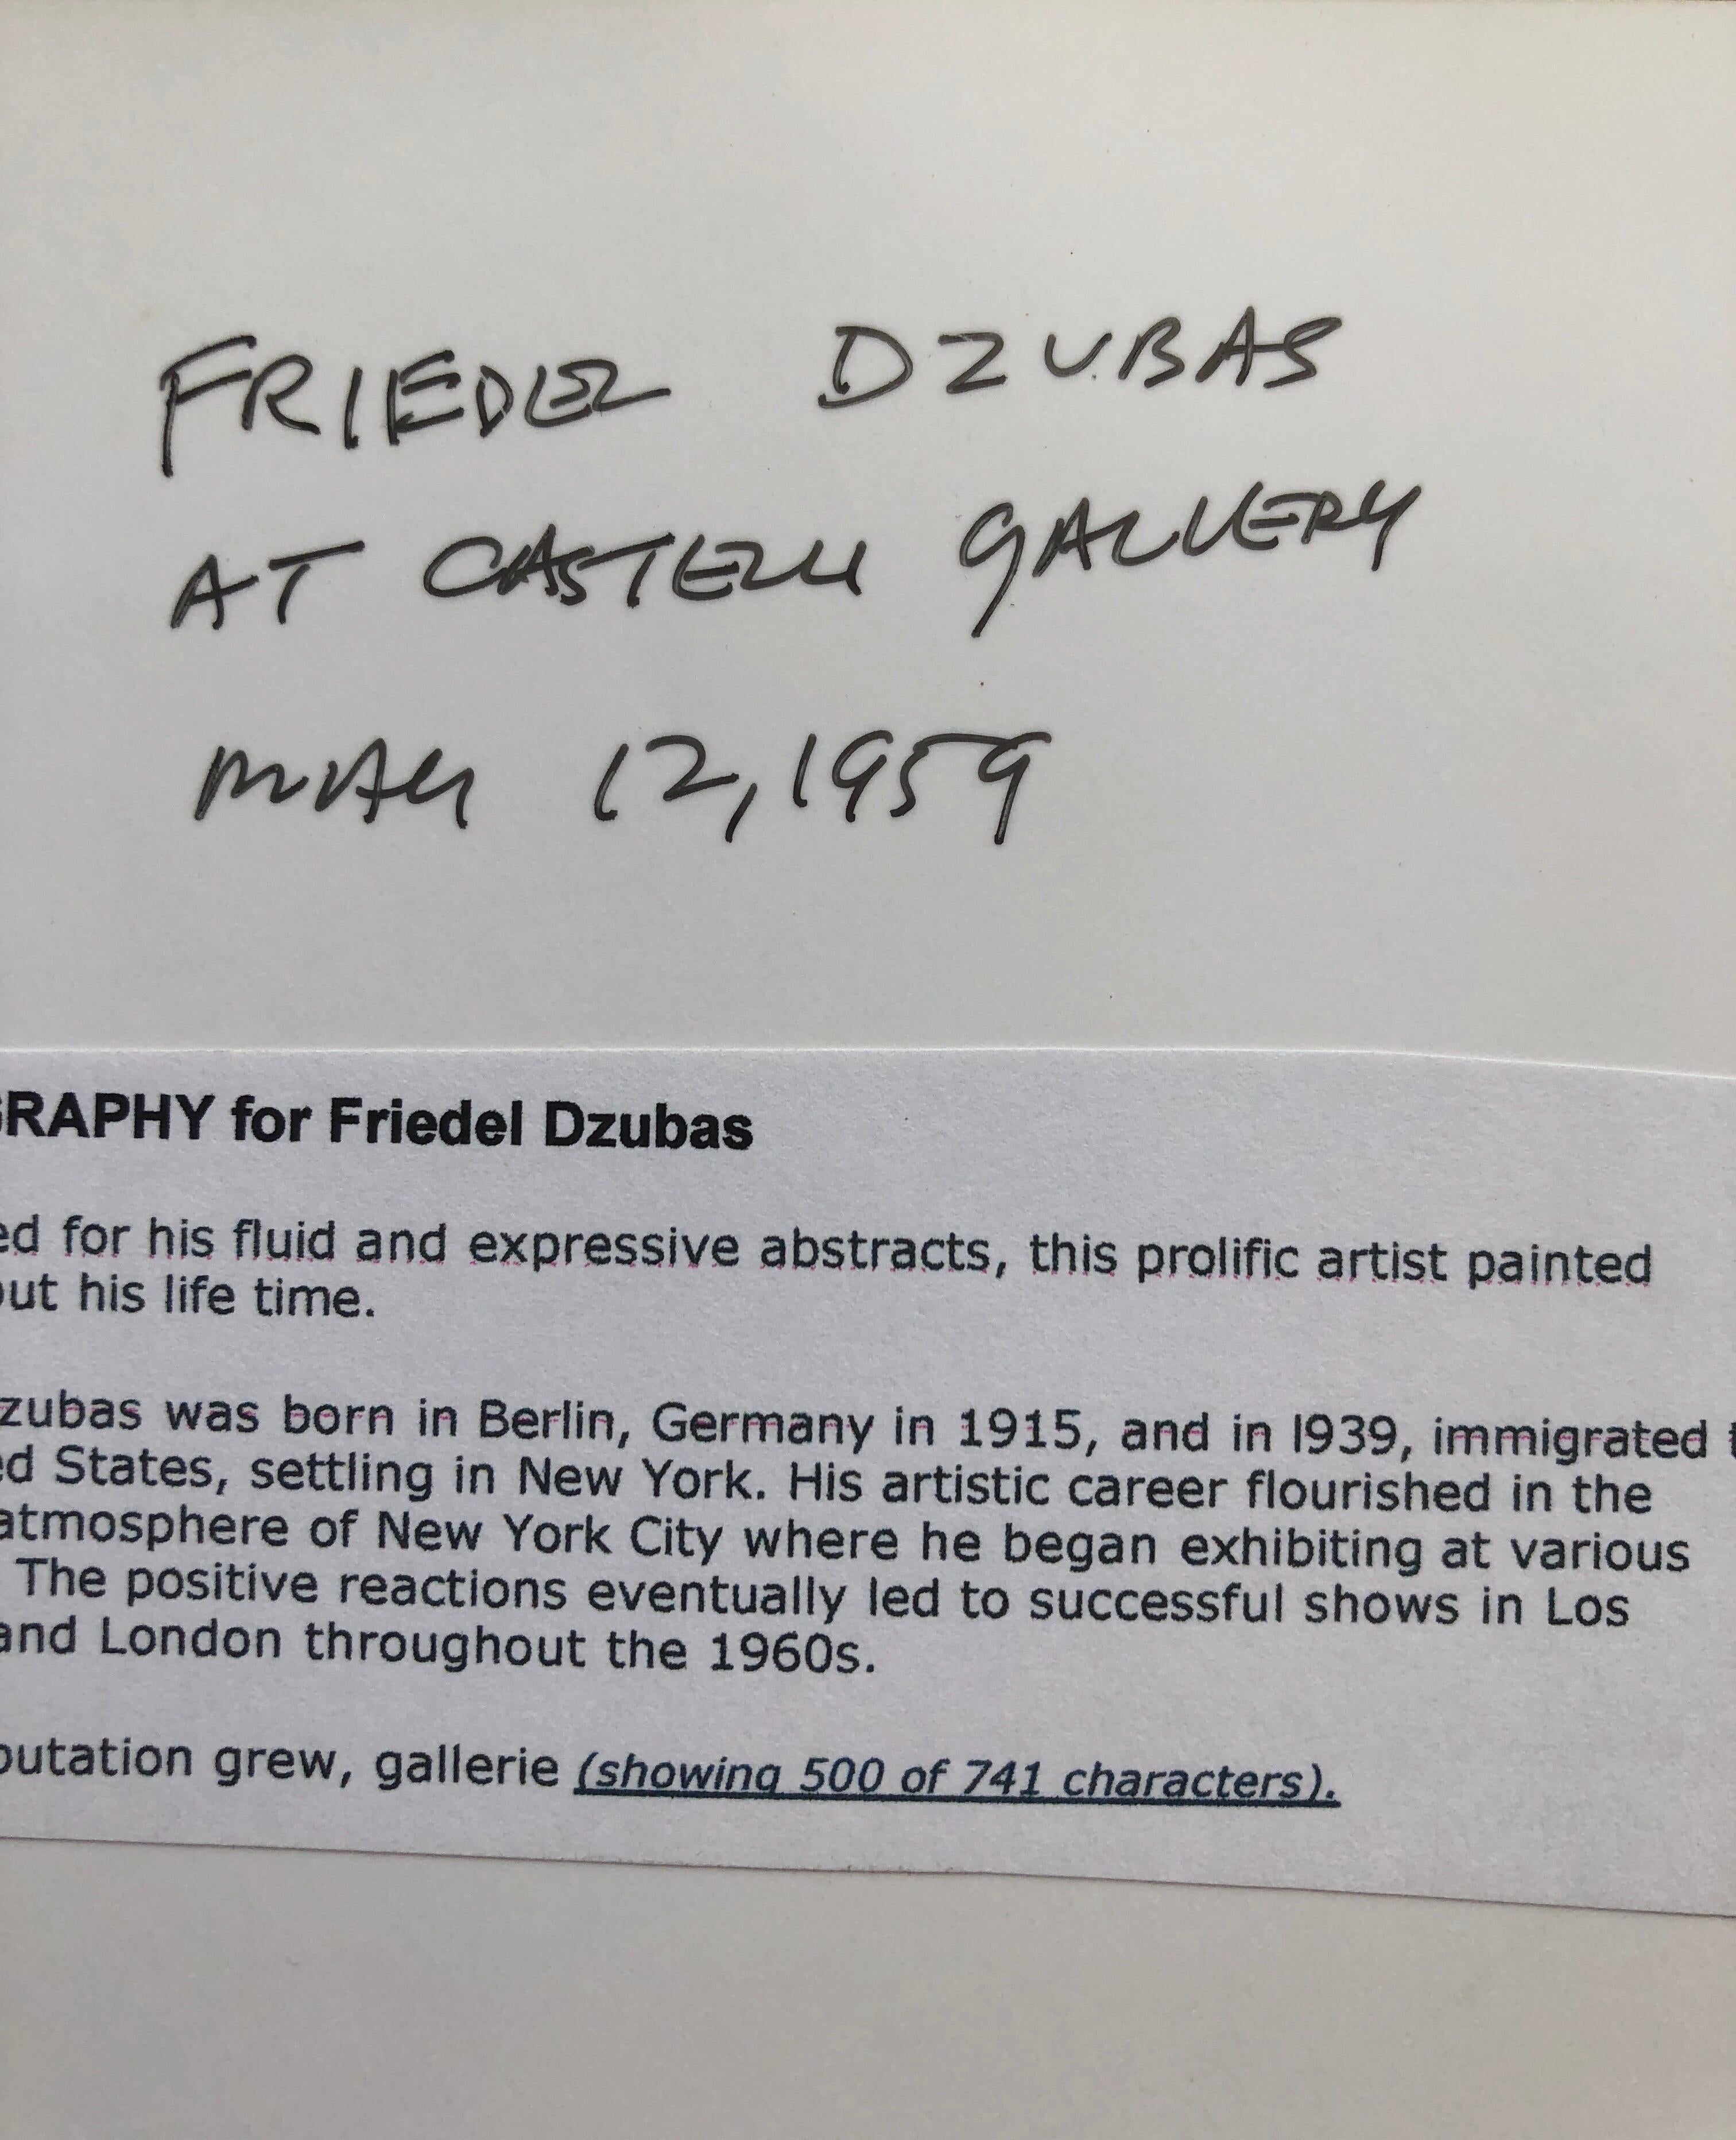 FRIEDEL DZUBAS
AT CASTELLI GALLERY
MAY 12, 1959
GRAPHY for Friedel Dzubas
ed for his fluid and expressive abstracts, this prolific artist painted
out his life time.
zubas was born in Berlin, Germany in 1915, and in l939, immigrated t
ed States, settling in New York. His artistic career flourished in the
atmosphere of New York City where he began exhibiting at various
The positive reactions eventually led to successful shows in Los
and London throughout the 1960s.
putation grew, gallerie (showing 500 of 741 characters).